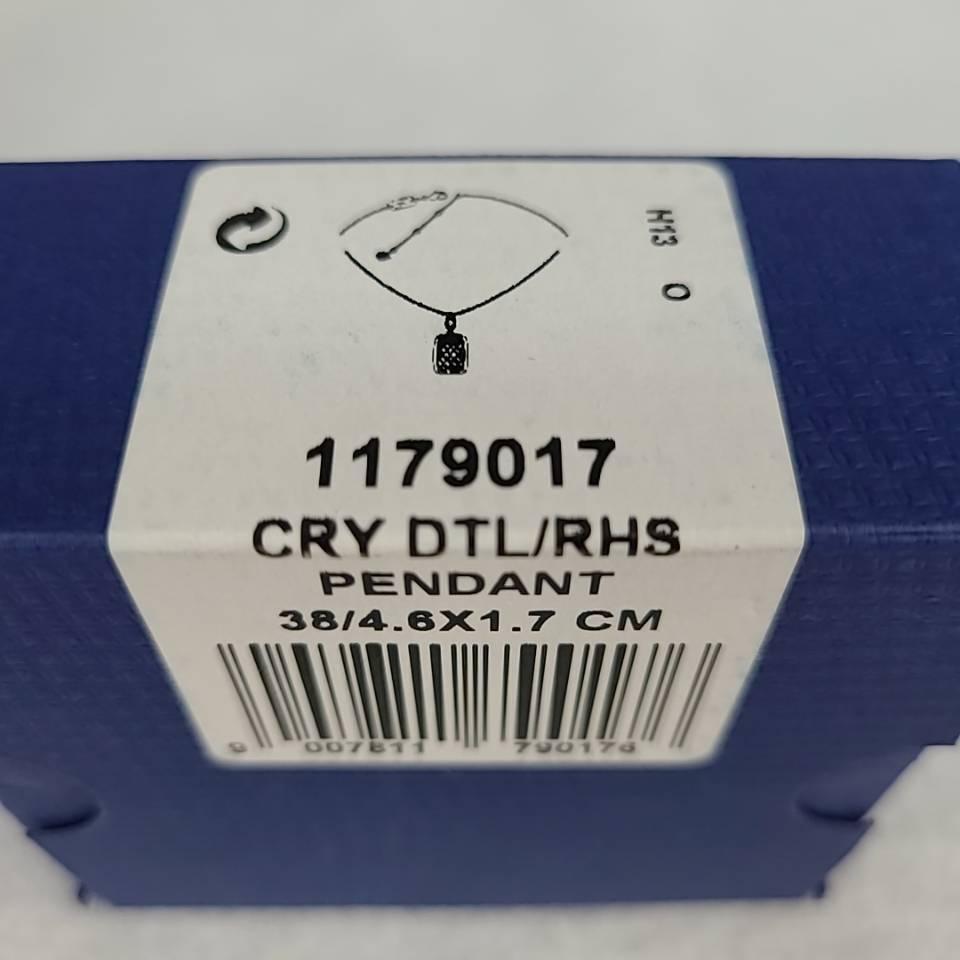 H13 O
1179017
CRY DTL/RHS
PENDANT
38/4.6X1.7 CM
9 007811 790176